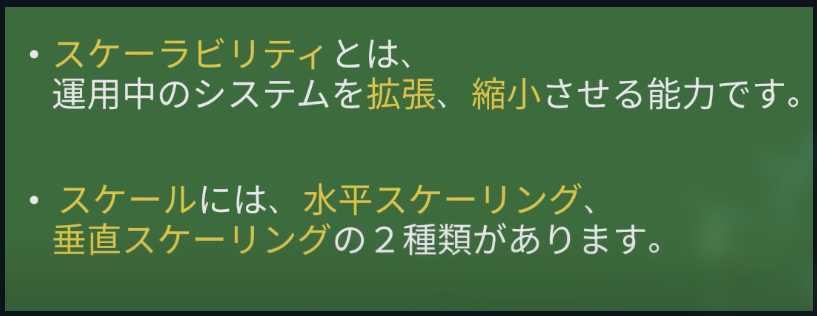 ・スケーラビリティとは、
運用中のシステムを拡張、縮小させる能力です。
・スケールには、水平スケーリング、
垂直スケーリングの２種類があります。